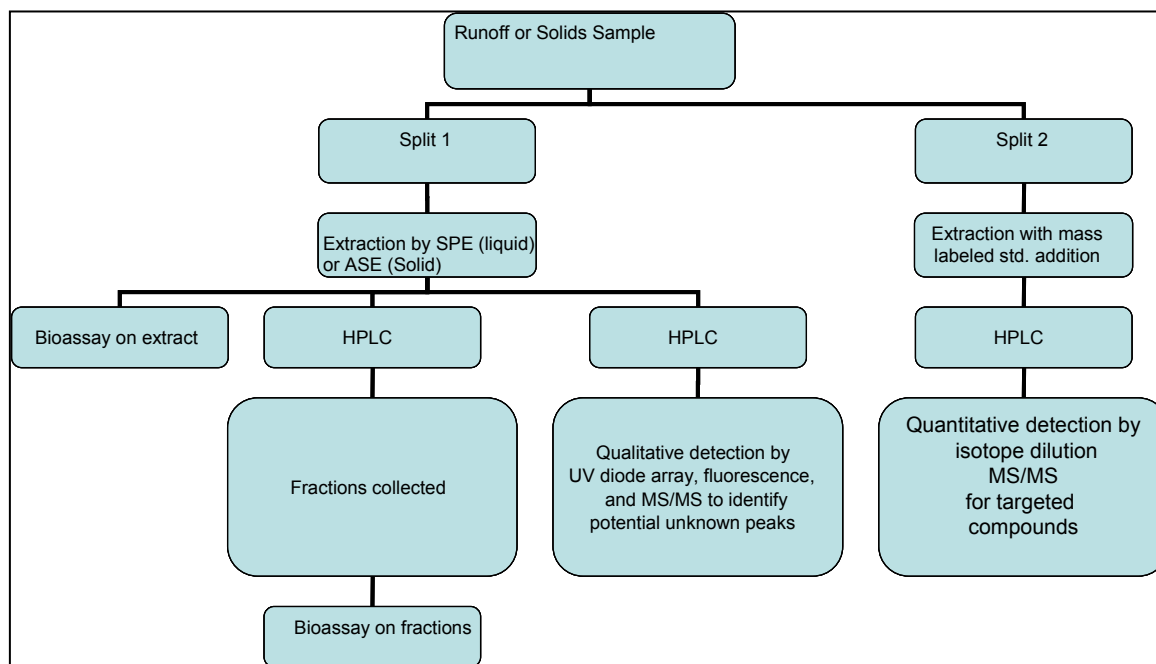 Runoff or Solids Sample
Split 1
Split 2
Extraction by SPE (liquid)
or ASE (Solid)
Extraction with mass
labeled std. addition
Bioassay on extract
HPLC
HPLC
HPLC
Fractions collected
Qualitative detection by
UV diode array, fluorescence,
and MS/MS to identify
potential unknown peaks
Quantitative detection by
isotope dilution
MS/MS
for targeted
compounds
Bioassay on fractions